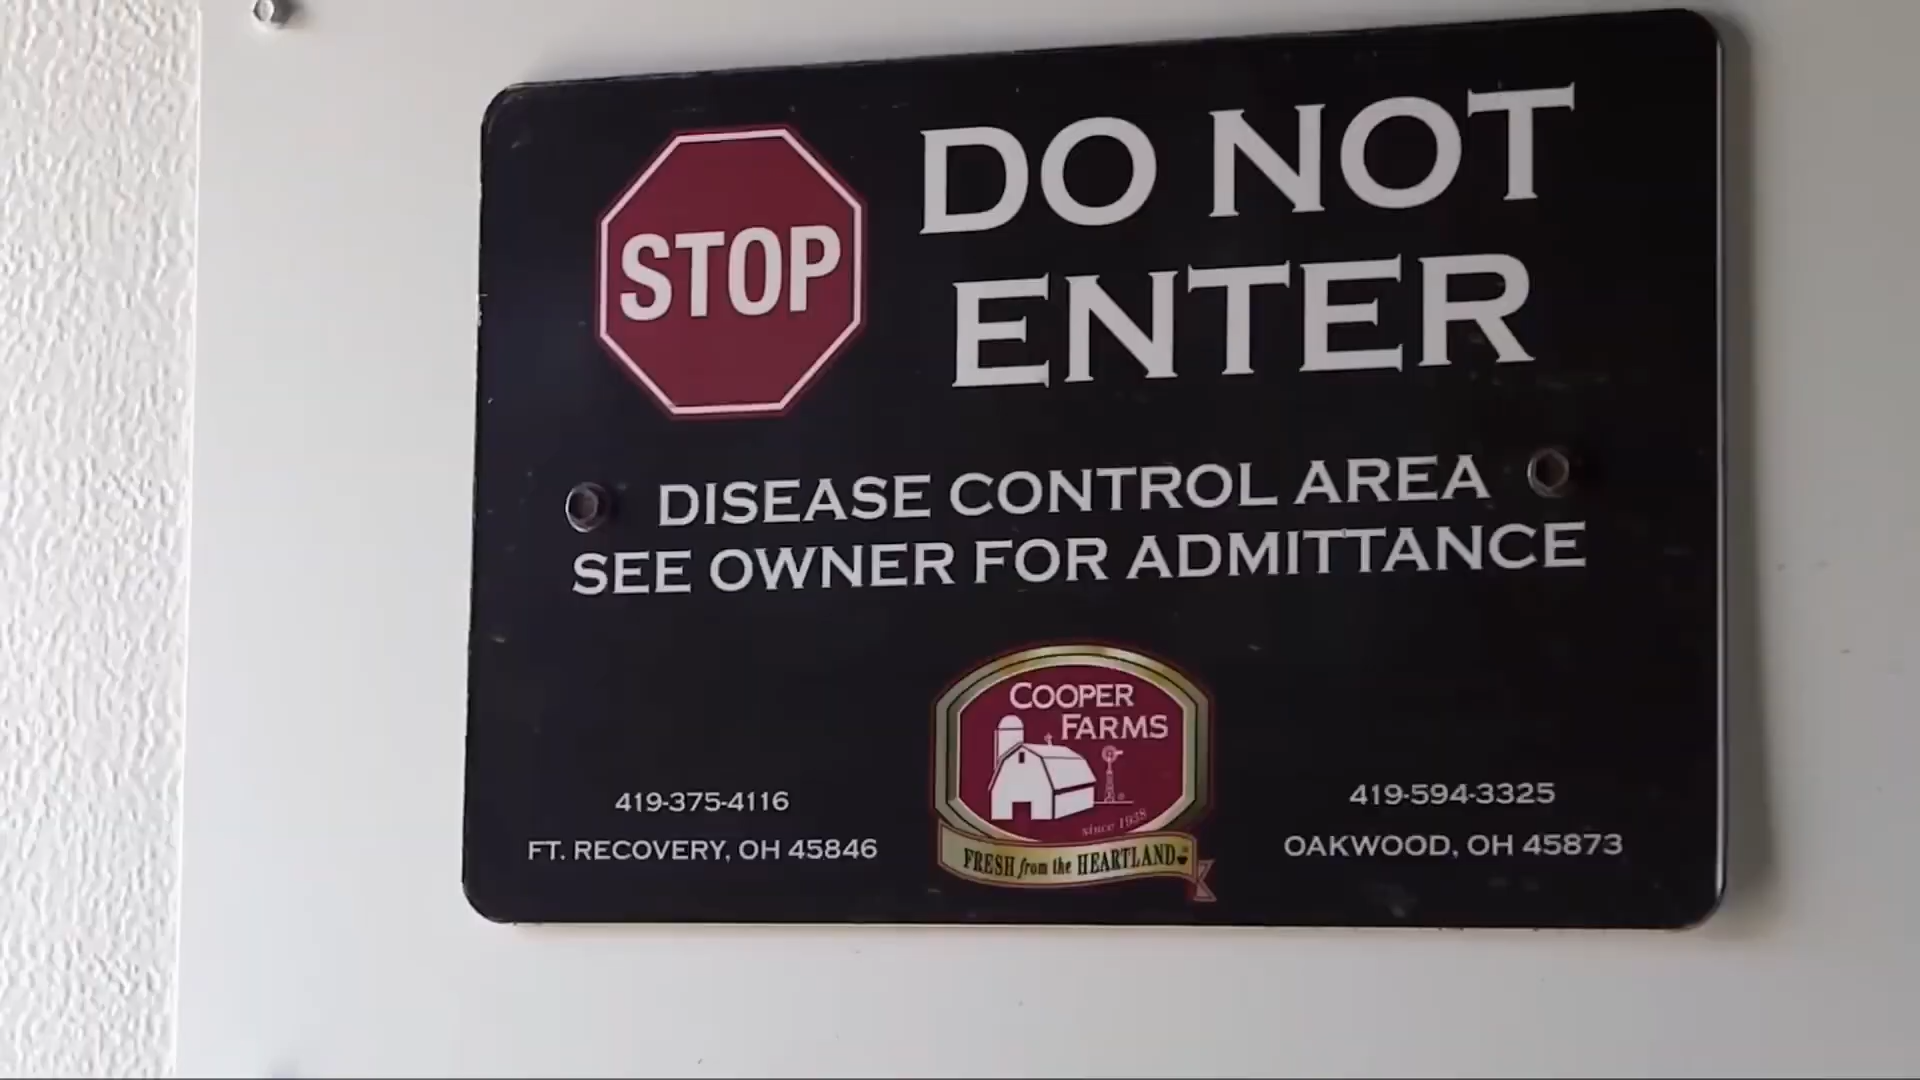 STOP
DO NOT
ENTER
DISEASE CONTROL AREA
SEE OWNER FOR ADMITTANCE
COOPER
FARMS
since 1938
FRESH from the HEARTLAND
419-375-4116
FT. RECOVERY, OH 45846
419-594-3325
OAKWOOD, OH 45873